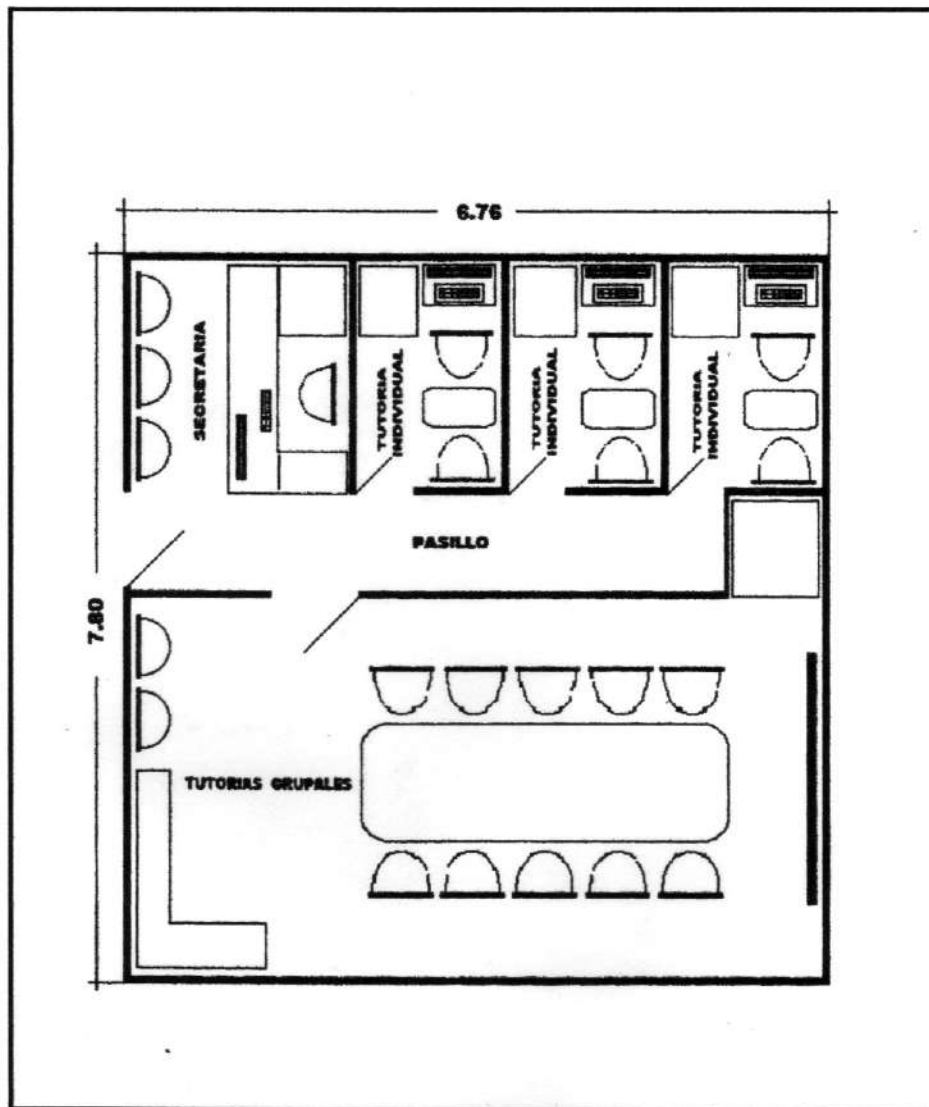 6.76
SECRETARIA
TUTORIA
INDIVIDUAL
TUTORIA
INDIVIDUAL
TUTORIA
INDIVIDUAL
PASILLO
7.80
TUTORIAS GRUPALES